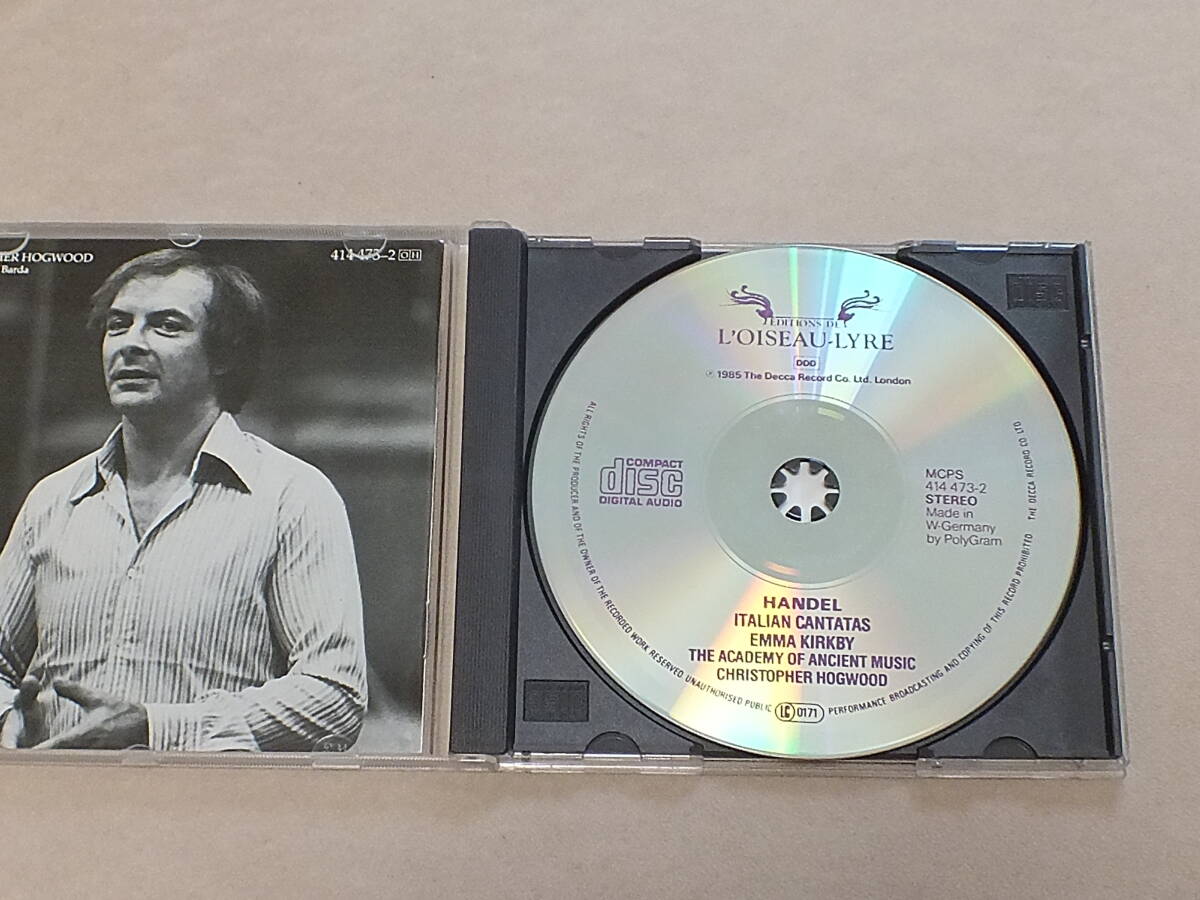 HOGWOOD
Barda
414 473-2 OH
EDITIONS DE
L'OISEAU-LYRE
DDD
℗ 1985 The Decca Record Co. Ltd. London
COMPACT
disc
DIGITAL AUDIO
MCPS
414 473-2
STEREO
Made in
W-Germany
by PolyGram
HANDEL
ITALIAN CANTATAS
EMMA KIRKBY
THE ACADEMY OF ANCIENT MUSIC
CHRISTOPHER HOGWOOD
ALL RIGHTS OF THE PRODUCER AND OF THE OWNER OF THE RECORDED WORK RESERVED UNAUTHORISED PUBLIC LC 0171 PERFORMANCE BROADCASTING AND COPYING OF THIS RECORD PROHIBITED THE DECCA RECORD CO LTD.